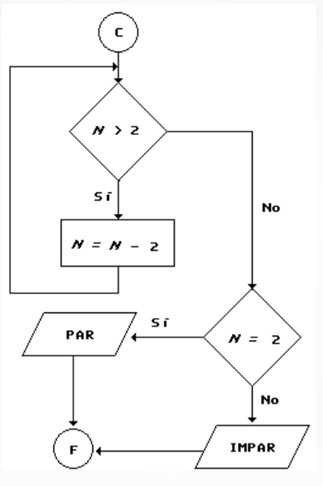 C
N > 2
Sí
No
N = N - 2
Sí
PAR
N = 2
No
F
IMPAR